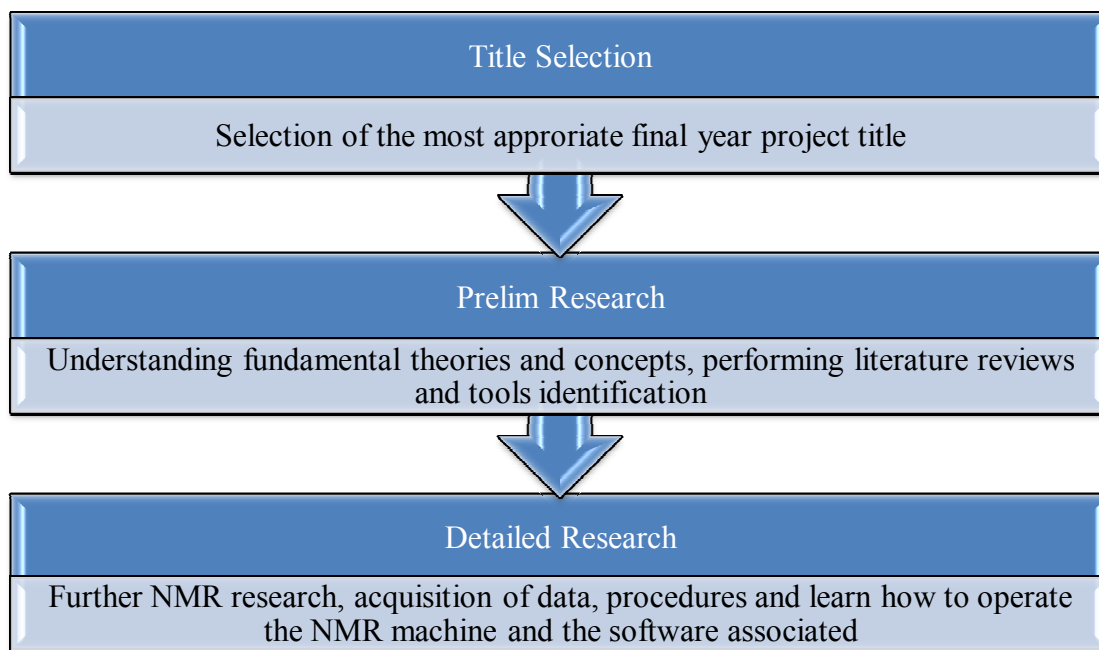 Title Selection
Selection of the most approriate final year project title
Prelim Research
Understanding fundamental theories and concepts, performing literature reviews
and tools identification
Detailed Research
Further NMR research, acquisition of data, procedures and learn how to operate
the NMR machine and the software associated